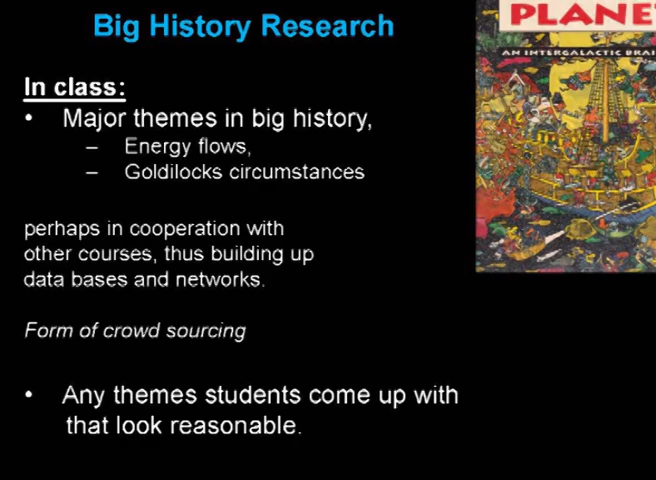 Big History Research
In class:
• Major themes in big history,
– Energy flows,
– Goldilocks circumstances
perhaps in cooperation with
other courses, thus building up
data bases and networks.
Form of crowd sourcing
• Any themes students come up with
that look reasonable.
PLANE
AN INTERGALACTIC BRAI